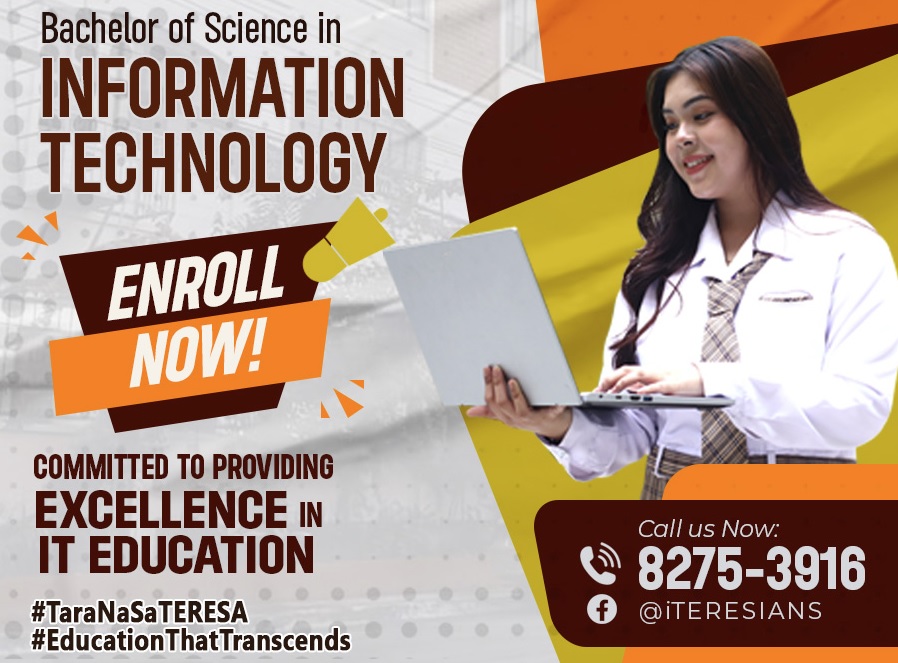 Bachelor of Science in
INFORMATION
TECHNOLOGY
ENROLL
NOW!
COMMITTED TO PROVIDING
EXCELLENCE IN
IT EDUCATION
#TaraNaSaTERESA
#EducationThatTranscends
Call us Now:
8275-3916
@iTERESIANS